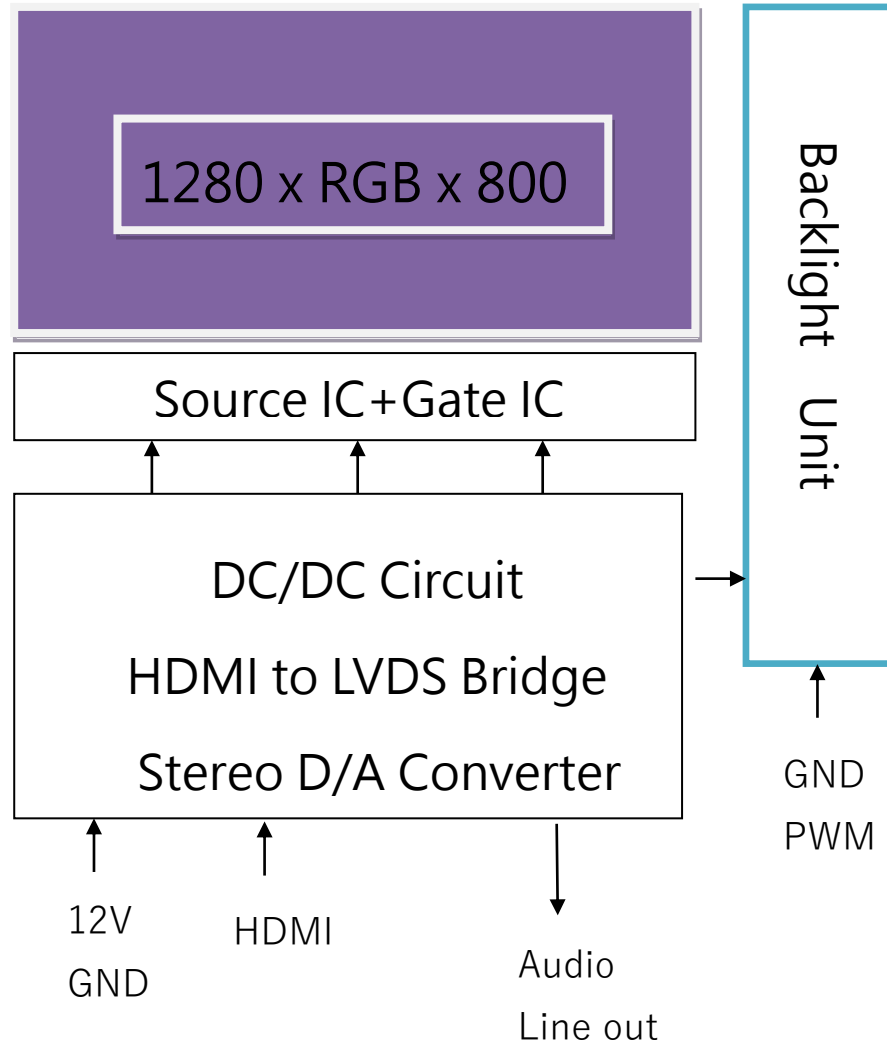 1280 x RGB x 800
Source IC+Gate IC
DC/DC Circuit
HDMI to LVDS Bridge
Stereo D/A Converter
Backlight Unit
12V
GND
HDMI
Audio
Line out
GND
PWM